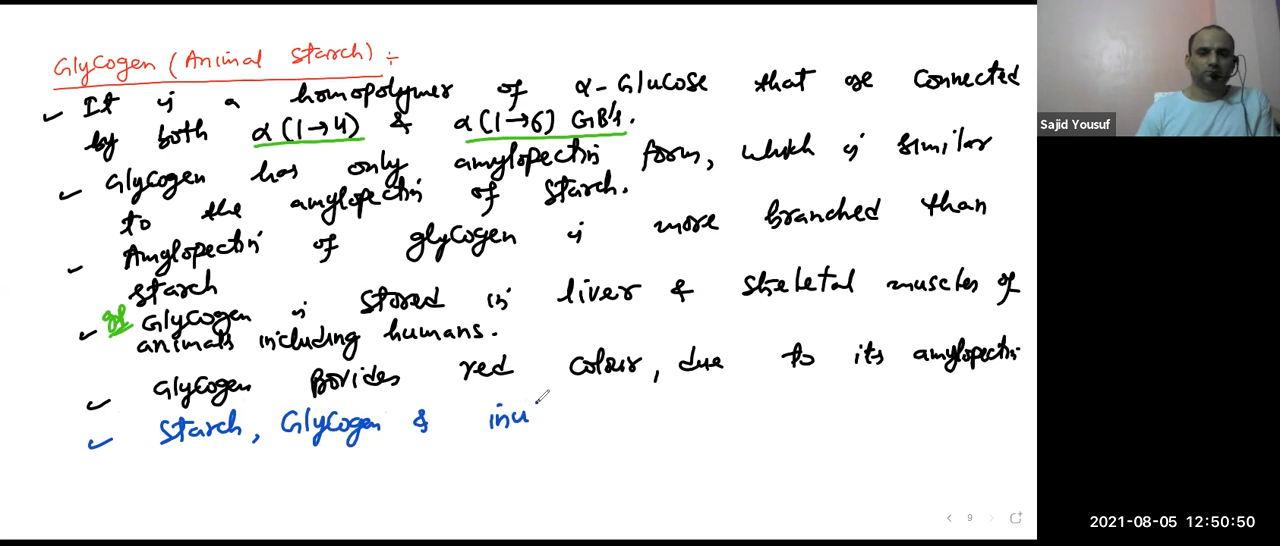 Glycogen (Animal Starch) :-
✓ It is a homopolymer of α-Glucose that are connected
by both α(1→4) & α(1→6) GB's.
✓ Glycogen has only amylopectin form, which is similar
to the amylopectin of starch.
✓ Amylopectin of glycogen is more branched than
starch
✓ Glycogen is stored in liver & skeletal muscles of
animals including humans.
✓ Glycogen Provides red colour, due to its amylopectin
✓ Starch, Glycogen & inu
Sajid Yousuf
9
2021-08-05 12:50:50